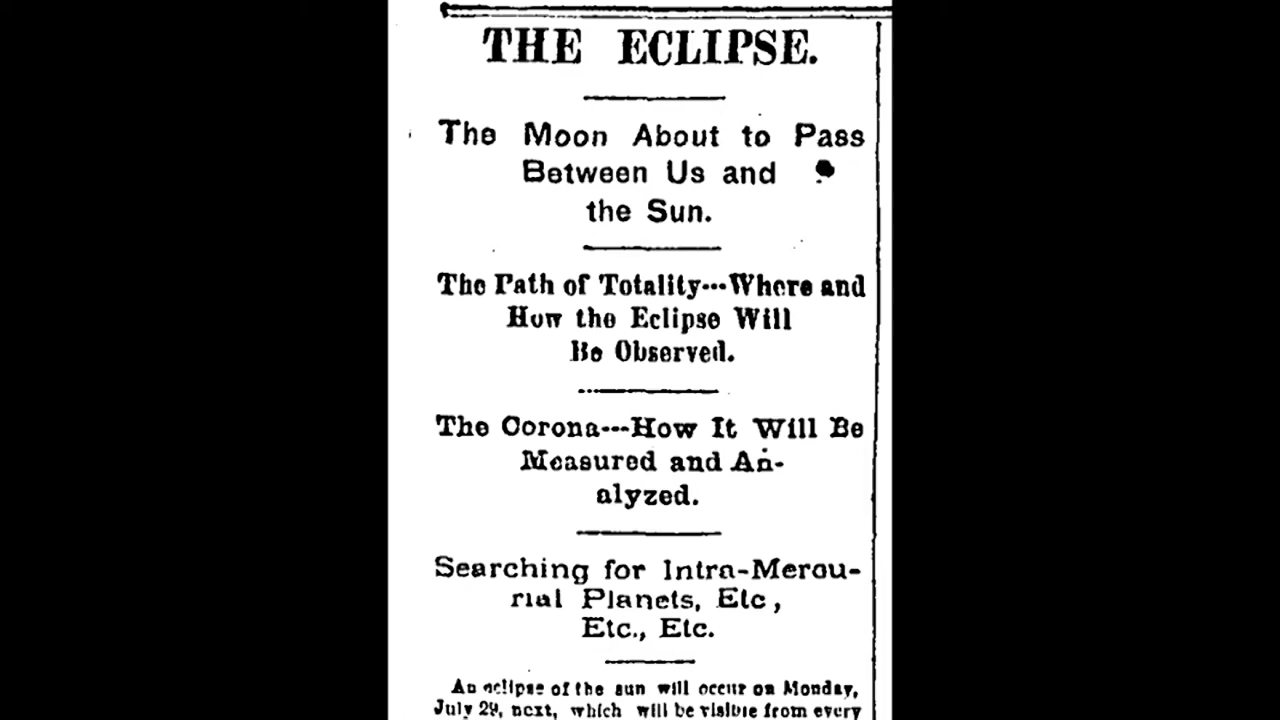 THE ECLIPSE.
The Moon About to Pass
Between Us and
the Sun.
The Path of Totality---Where and
How the Eclipse Will
Be Observed.
The Corona---How It Will Be
Measured and An-
alyzed.
Searching for Intra-Mercu-
rial Planets, Etc,
Etc., Etc.
An eclipse of the sun will occur on Monday,
July 29, next, which will be visible from every